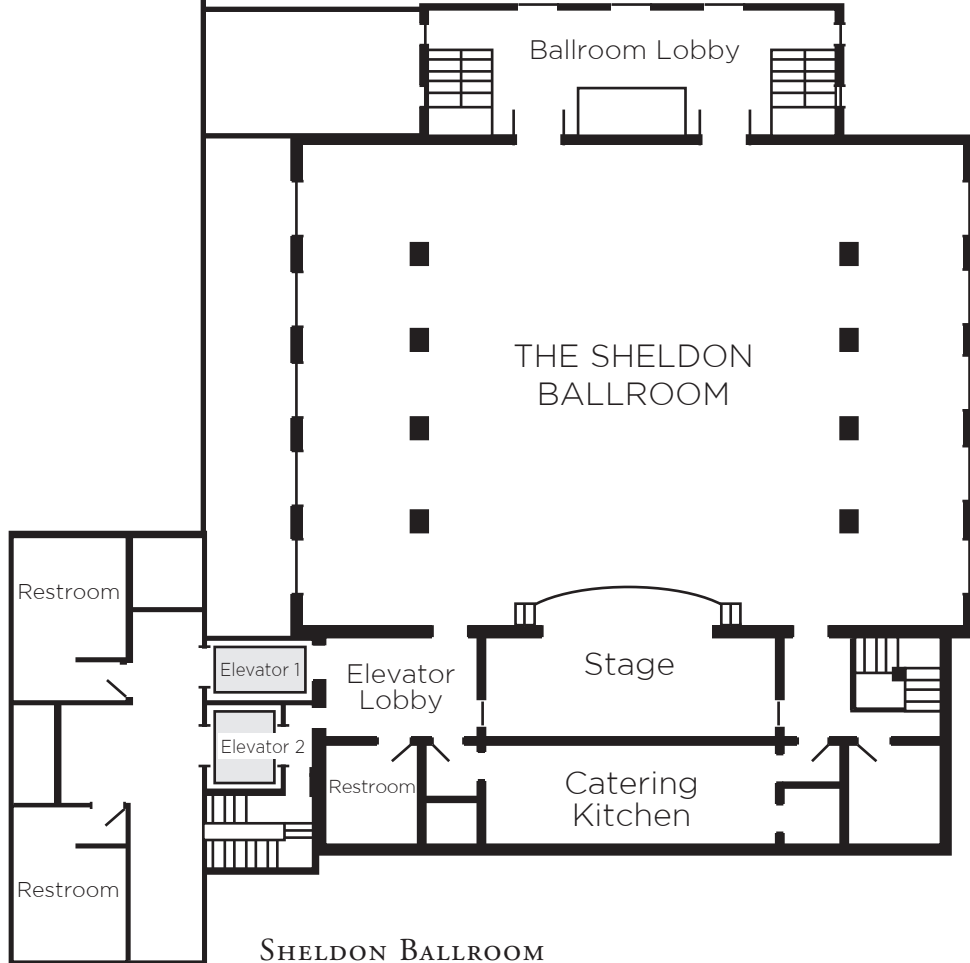 Ballroom Lobby
THE SHELDON
BALLROOM
Restroom
Elevator 1
Elevator
Lobby
Stage
Elevator 2
Restroom
Catering
Kitchen
Restroom
SHELDON BALLROOM